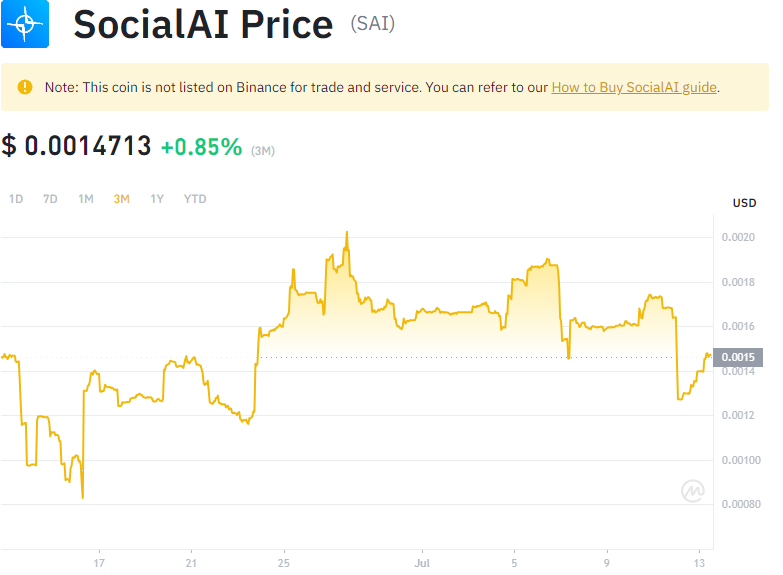 SocialAI Price (SAI)
Note: This coin is not listed on Binance for trade and service. You can refer to our How to Buy SocialAI guide.
$ 0.0014713 +0.85% (3M)
1D 7D 1M 3M 1Y YTD
USD
0.0020
0.0018
0.0016
0.0015
0.0014
0.0012
0.00100
0.00080
17 21 25 Jul 5 9 13